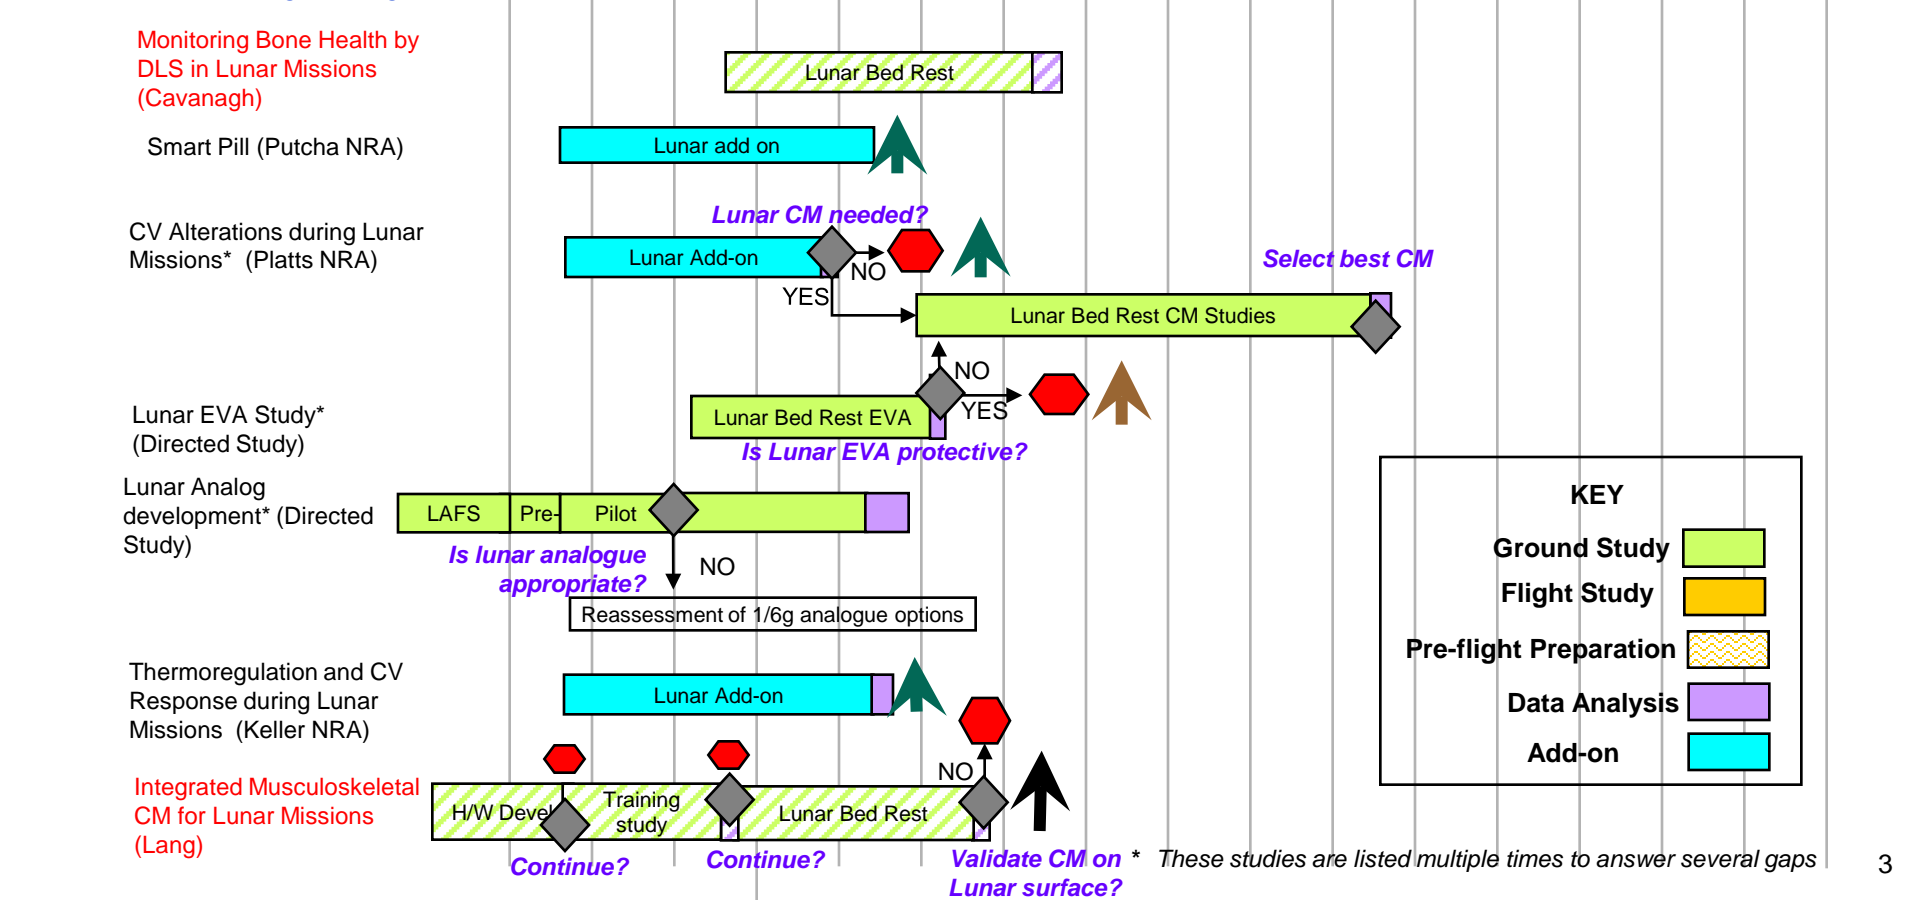 Monitoring Bone Health by
DLS in Lunar Missions
(Cavanagh)
Lunar Bed Rest
Smart Pill (Putcha NRA)
Lunar add on
Lunar CM needed?
CV Alterations during Lunar
Missions* (Platts NRA)
Lunar Add-on
NO
YES
Select best CM
Lunar Bed Rest CM Studies
NO
YES
Lunar EVA Study*
(Directed Study)
Lunar Bed Rest EVA
Is Lunar EVA protective?
Lunar Analog
development* (Directed
Study)
LAFS
Pre-
Pilot
Is lunar analogue
appropriate?
NO
Reassessment of 1/6g analogue options
KEY
Ground Study
Flight Study
Pre-flight Preparation
Data Analysis
Add-on
Thermoregulation and CV
Response during Lunar
Missions (Keller NRA)
Lunar Add-on
NO
Integrated Musculoskeletal
CM for Lunar Missions
(Lang)
H/W Devel
Training
study
Lunar Bed Rest
Continue?
Continue?
Validate CM on
Lunar surface?
* These studies are listed multiple times to answer several gaps
3